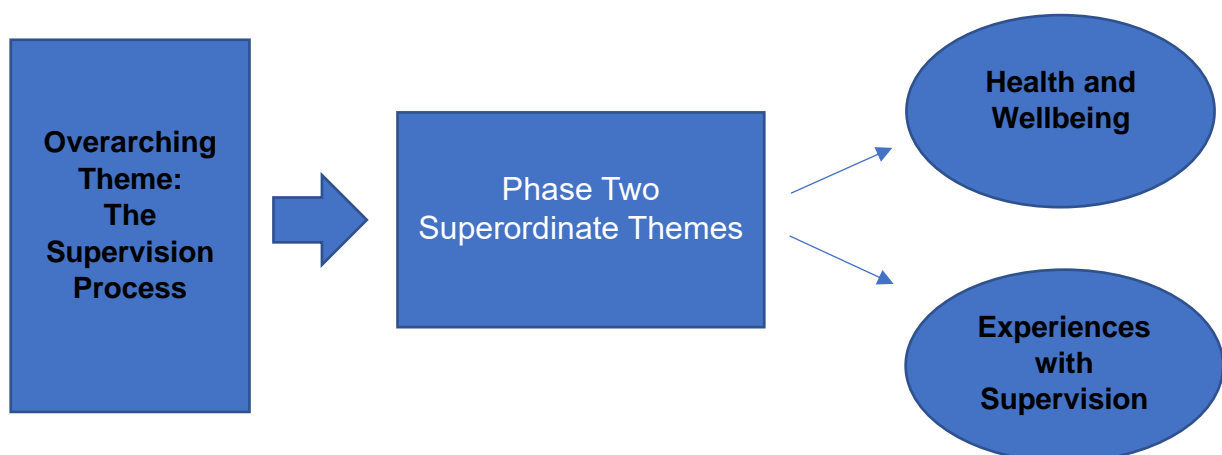 Overarching
Theme:
The
Supervision
Process
Phase Two
Superordinate Themes
Health and
Wellbeing
Experiences
with
Supervision